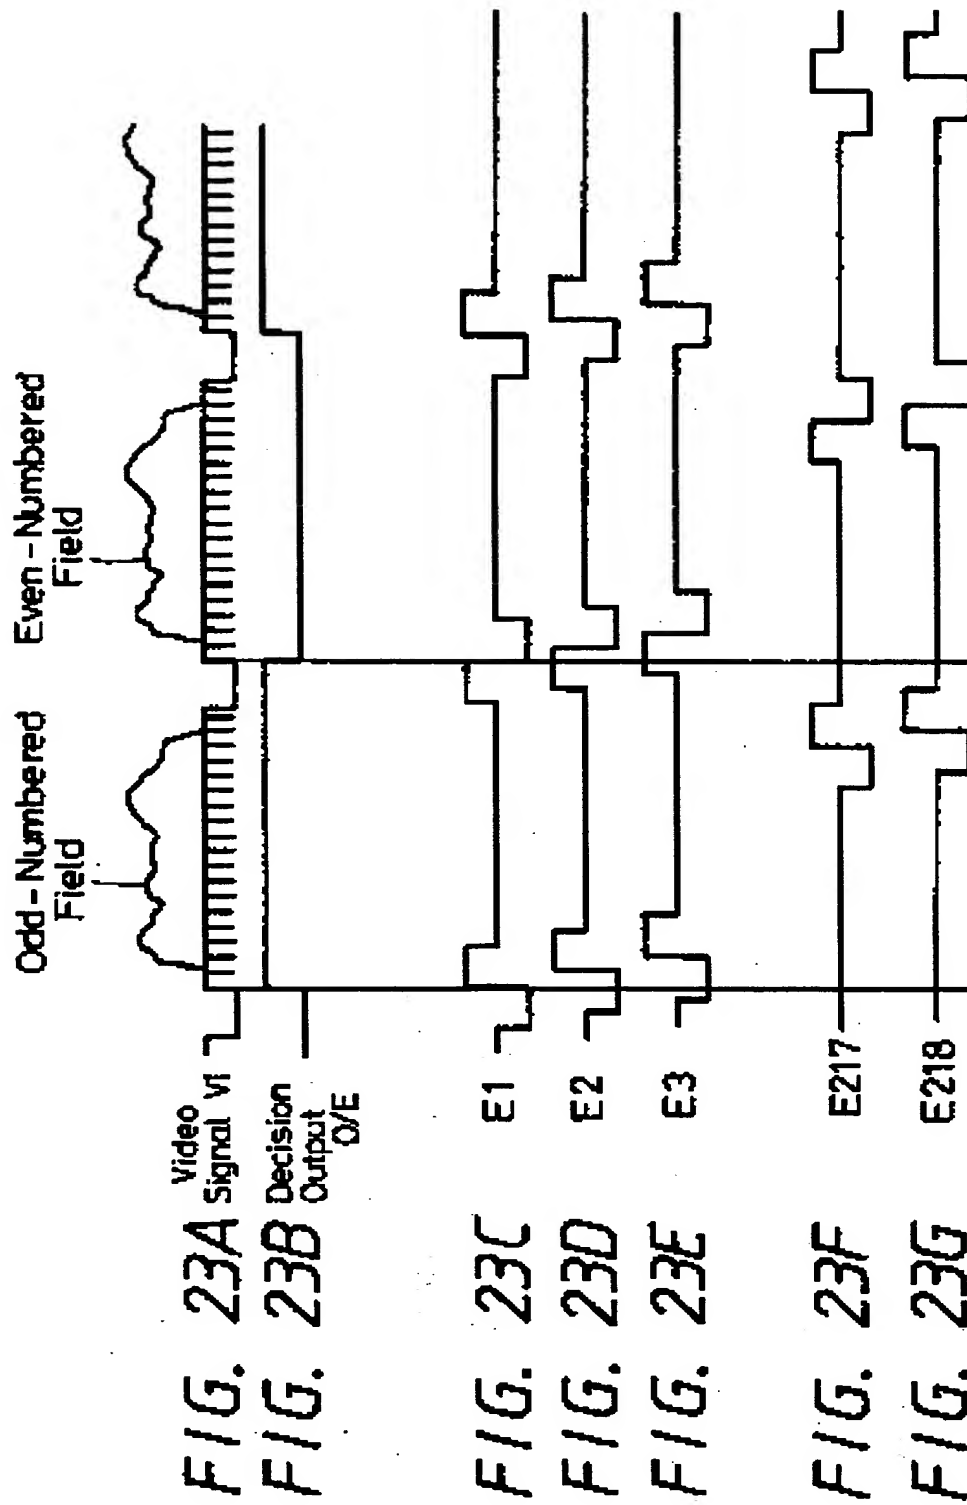 Odd-Numbered
Field
Even-Numbered
Field
FIG. 23A
Video
Signal VI
FIG. 23B
Decision
Output
O/E
FIG. 23C
E1
FIG. 23D
E2
FIG. 23E
E3
FIG. 23F
E217
FIG. 23G
E218